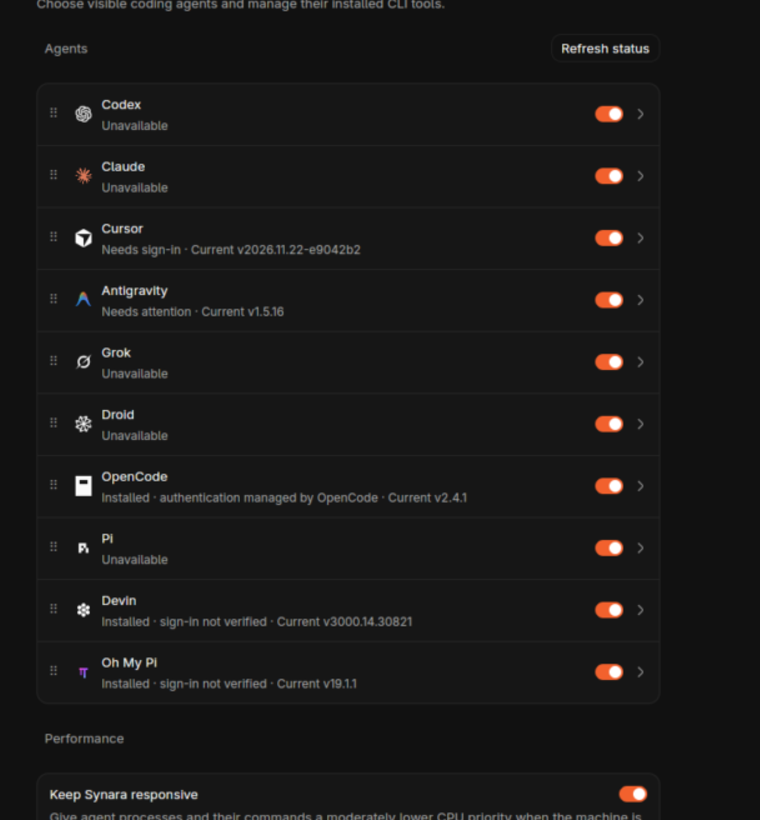 Choose visible coding agents and manage their installed CLI tools.
Agents
Refresh status
Codex
Unavailable
Claude
Unavailable
Cursor
Needs sign-in · Current v2026.11.22-e9042b2
Antigravity
Needs attention · Current v1.5.16
Grok
Unavailable
Droid
Unavailable
OpenCode
Installed · authentication managed by OpenCode · Current v2.4.1
Pi
Unavailable
Devin
Installed · sign-in not verified · Current v3000.14.30821
Oh My Pi
Installed · sign-in not verified · Current v19.1.1
Performance
Keep Synara responsive
Give agent processes and their commands a moderately lower CPU priority when the machine is